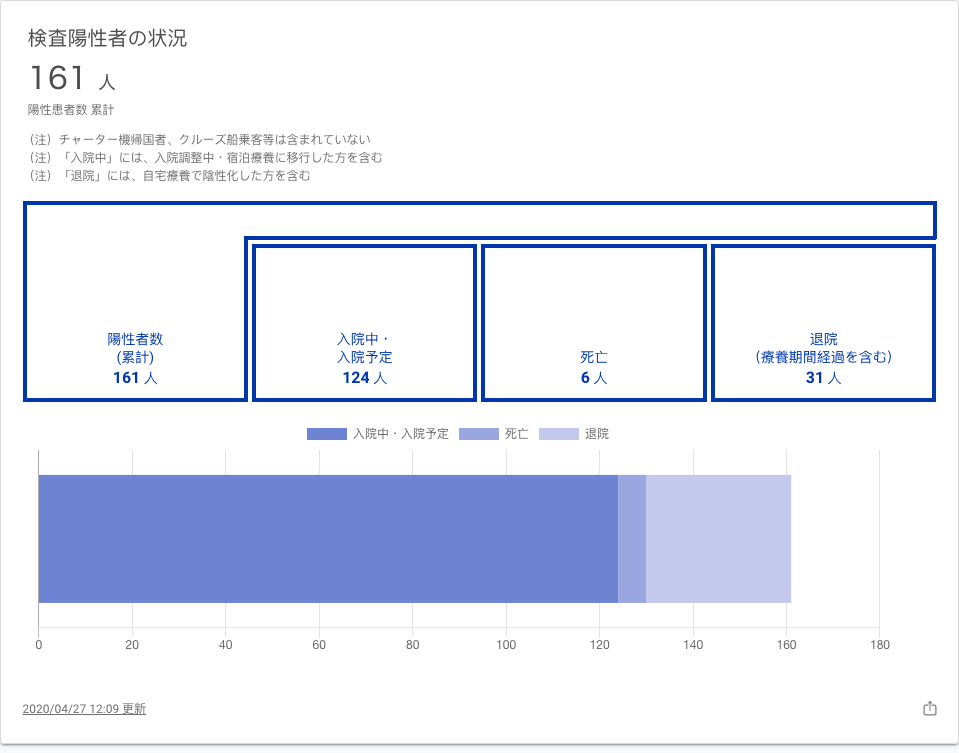 検査陽性者の状況
161 人
陽性患者数 累計
（注）チャーター機帰国者、クルーズ船乗客等は含まれていない
（注）「入院中」には、入院調整中・宿泊療養に移行した方を含む
（注）「退院」には、自宅療養で陰性化した方を含む
陽性者数
(累計)
161 人
入院中・
入院予定
124 人
死亡
6 人
退院
（療養期間経過を含む）
31 人
入院中・入院予定 死亡 退院
0 20 40 60 80 100 120 140 160 180
2020/04/27 12:09 更新